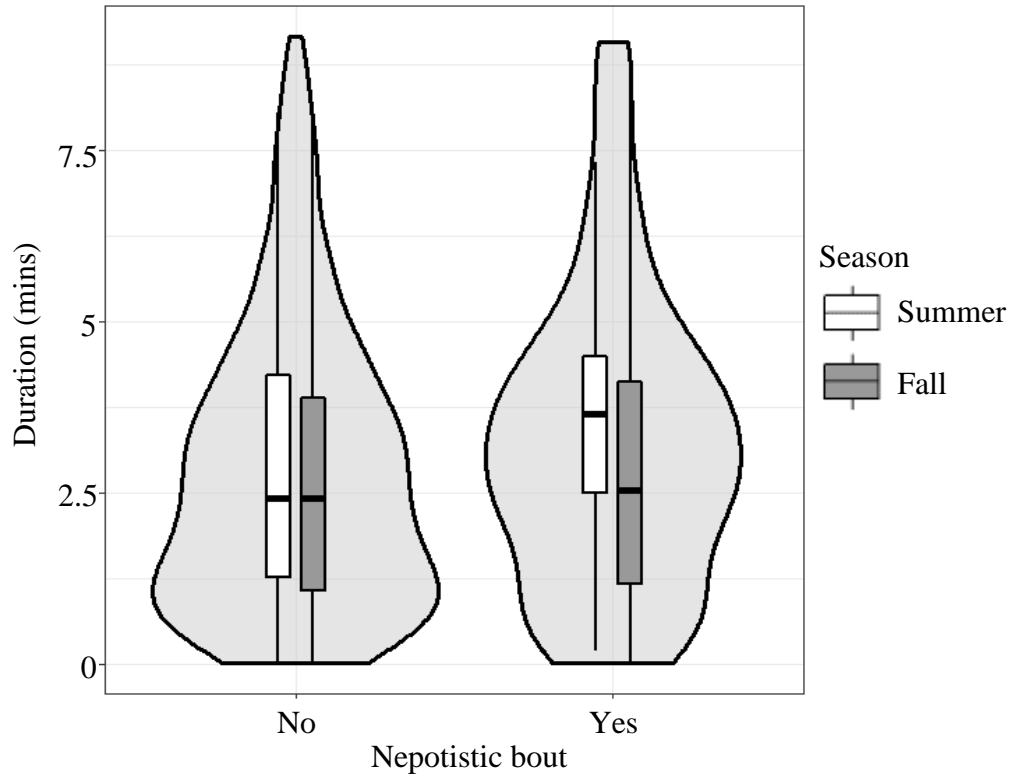 7.5
5
2.5
0
Duration (mins)
No
Yes
Nepotistic bout
Season
Summer
Fall